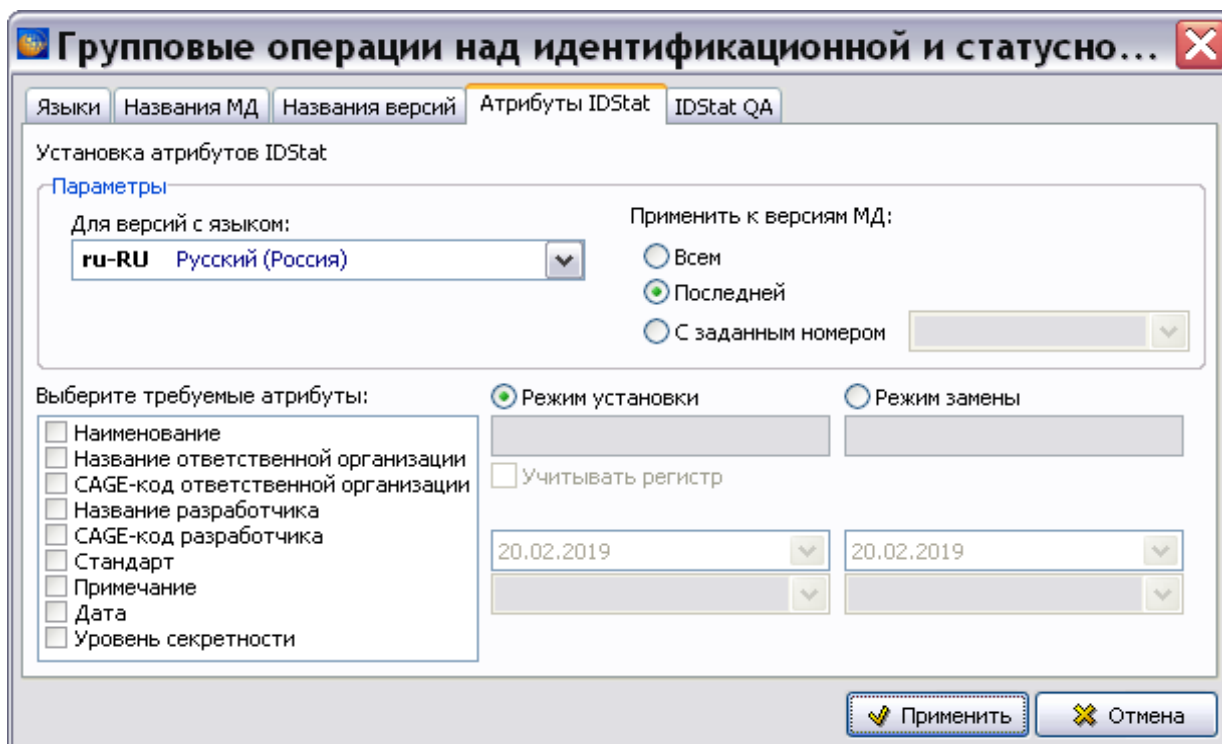 Групповые операции над идентификационной и статусно...
Языки Названия МД Названия версий Атрибуты IDStat IDStat QA
Установка атрибутов IDStat
Параметры
Для версий с языком:
ru-RU Русский (Россия)
Применить к версиям МД:
Всем
Последней
С заданным номером
Выберите требуемые атрибуты:
Наименование
Название ответственной организации
CAGE-код ответственной организации
Название разработчика
CAGE-код разработчика
Стандарт
Примечание
Дата
Уровень секретности
Режим установки
Режим замены
Учитывать регистр
20.02.2019
20.02.2019
Применить
Отмена